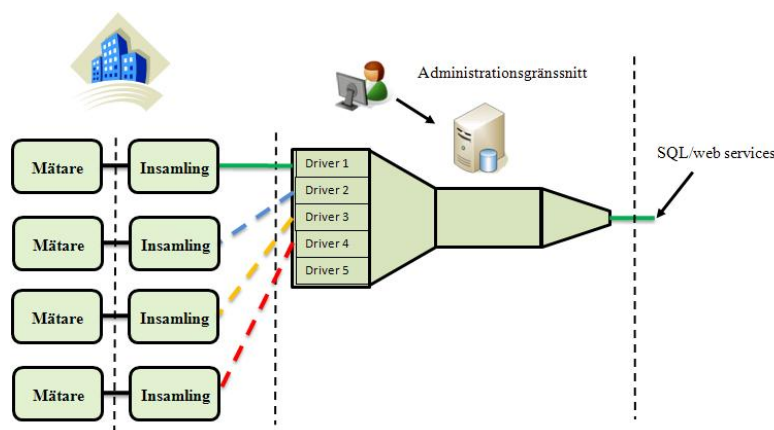 Administrationsgränssnitt
SQL/web services
Mätare
Insamling
Driver 1
Driver 2
Driver 3
Driver 4
Driver 5
Mätare
Insamling
Mätare
Insamling
Mätare
Insamling